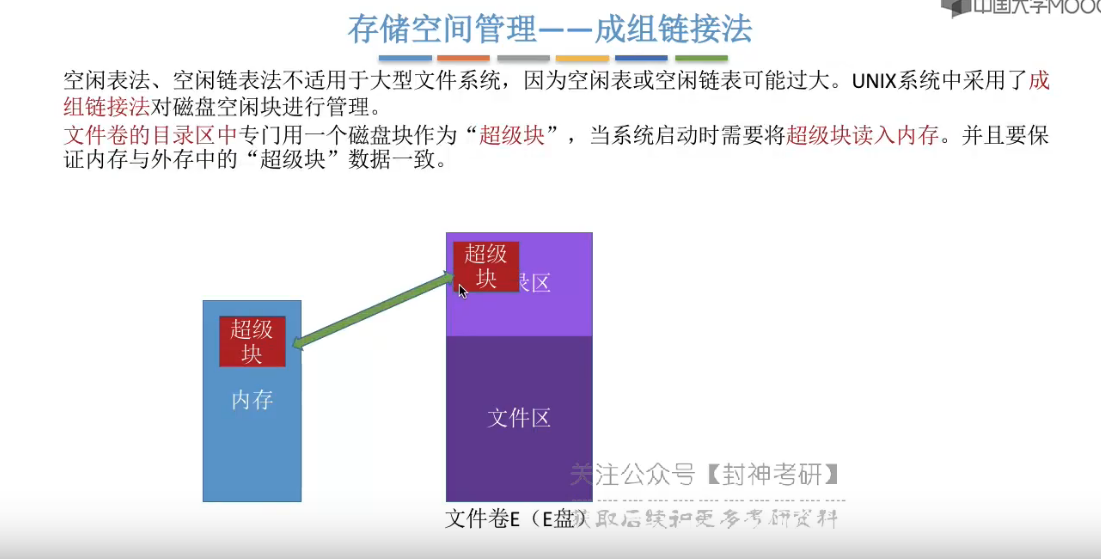 中国大学MOOC
存储空间管理——成组链接法
空闲表法、空闲链表法不适用于大型文件系统，因为空闲表或空闲链表可能过大。UNIX系统中采用了成
组链接法对磁盘空闲块进行管理。
文件卷的目录区中专门用一个磁盘块作为“超级块”，当系统启动时需要将超级块读入内存。并且要保
证内存与外存中的“超级块”数据一致。
超级
块
录区
超级
块
内存
文件区
关注公众号【封神考研】
文件卷E（E盘）
获取后续和更多考研资料